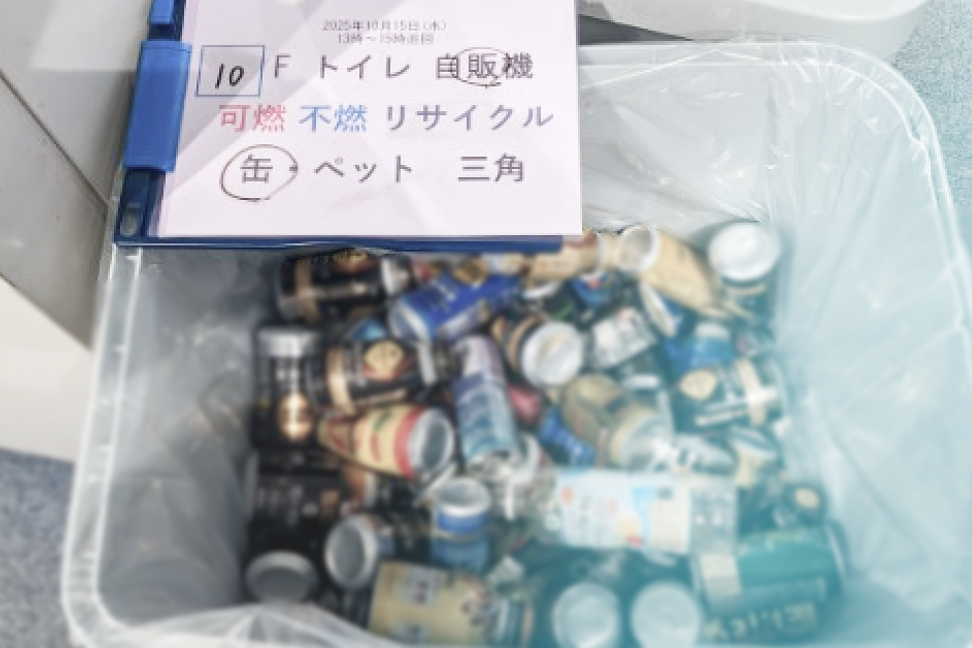 2025年10月15日(水)
13時～15時巡回
10 F トイレ 自販機
可燃 不燃 リサイクル
缶・ペット 三角